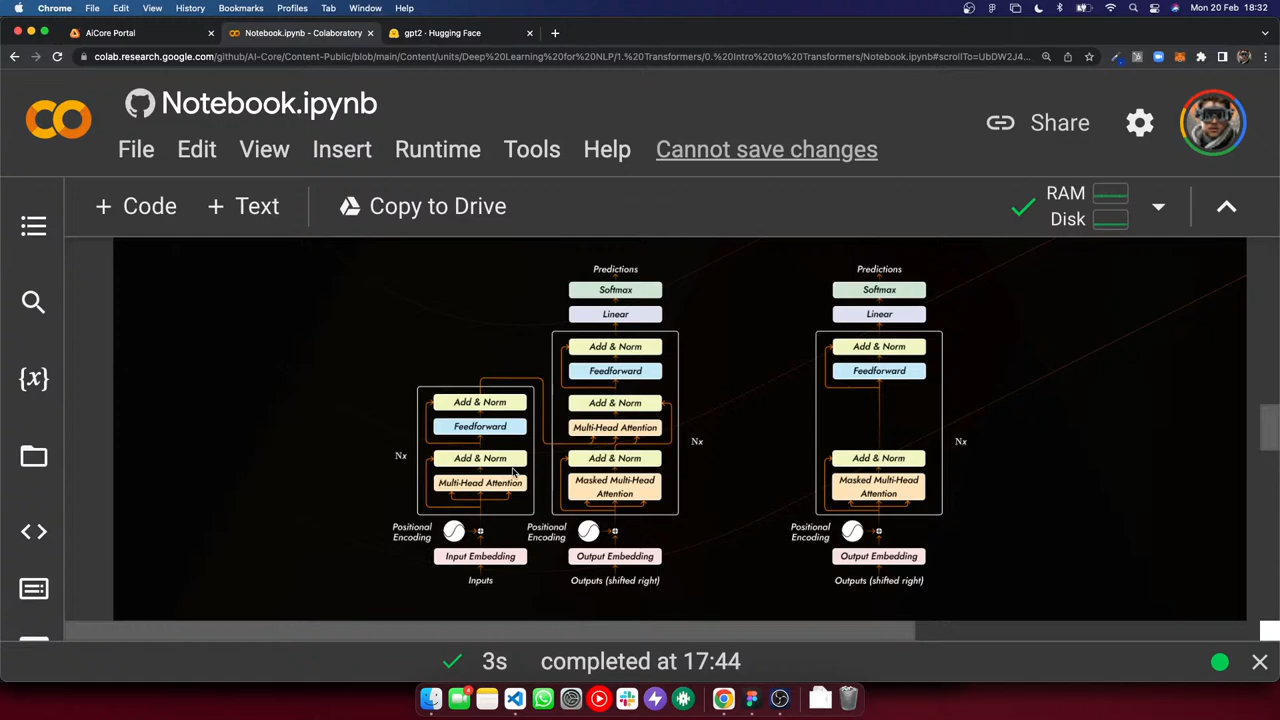 Chrome File Edit View History Bookmarks Profiles Tab Window Help Mon 20 Feb 18:32
AiCore Portal × Notebook.ipynb - Colaboratory × gpt2 · Hugging Face × +
colab.research.google.com/github/AI-Core/Content-Public/blob/main/Content/units/Deep%20Learning%20for%20NLP/1.%20Transformers/0.%20Intro%20to%20Transformers/Notebook.ipynb#scrollTo=UbDW2J4...
Notebook.ipynb
Share
File Edit View Insert Runtime Tools Help Cannot save changes
+ Code + Text Copy to Drive
RAM
Disk
{x}
Predictions
Softmax
Linear
Add & Norm
Feedforward
Add & Norm
Multi-Head Attention
Add & Norm
Masked Multi-Head
Attention
Nx
Positional
Encoding
Output Embedding
Outputs (shifted right)
Add & Norm
Feedforward
Add & Norm
Multi-Head Attention
Nx
Positional
Encoding
Input Embedding
Inputs
Predictions
Softmax
Linear
Add & Norm
Feedforward
Add & Norm
Masked Multi-Head
Attention
Nx
Positional
Encoding
Output Embedding
Outputs (shifted right)
3s completed at 17:44
4